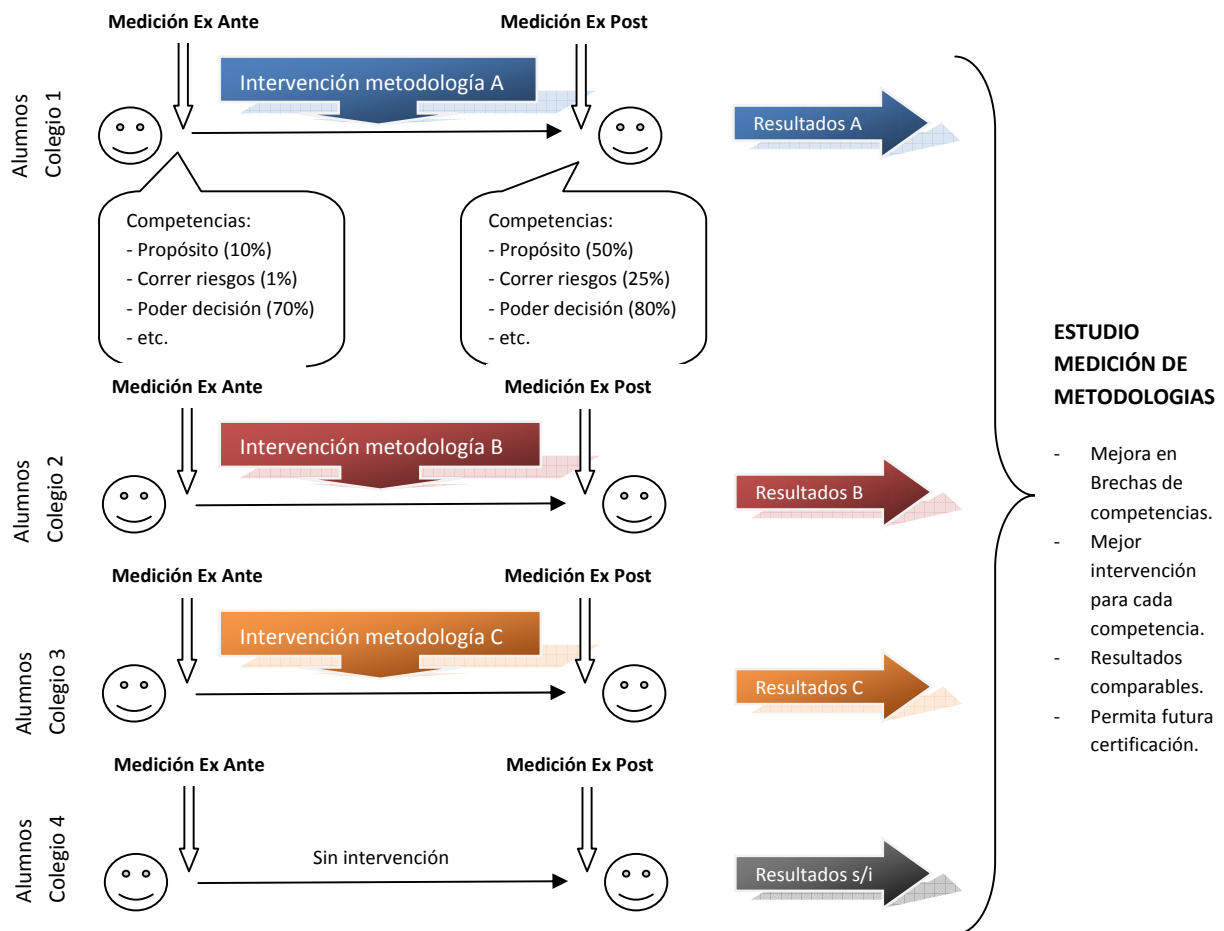 Medición Ex Ante
Medición Ex Post
Alumnos
Colegio 1
Intervención metodología A
Resultados A
Competencias:
- Propósito (10%)
- Correr riesgos (1%)
- Poder decisión (70%)
- etc.
Competencias:
- Propósito (50%)
- Correr riesgos (25%)
- Poder decisión (80%)
- etc.
Medición Ex Ante
Medición Ex Post
Alumnos
Colegio 2
Intervención metodología B
Resultados B
Medición Ex Ante
Medición Ex Post
Alumnos
Colegio 3
Intervención metodología C
Resultados C
Medición Ex Ante
Medición Ex Post
Alumnos
Colegio 4
Sin intervención
Resultados s/i
ESTUDIO
MEDICIÓN DE
METODOLOGIAS
- Mejora en
Brechas de
competencias.
- Mejor
intervención
para cada
competencia.
- Resultados
comparables.
- Permita futura
certificación.